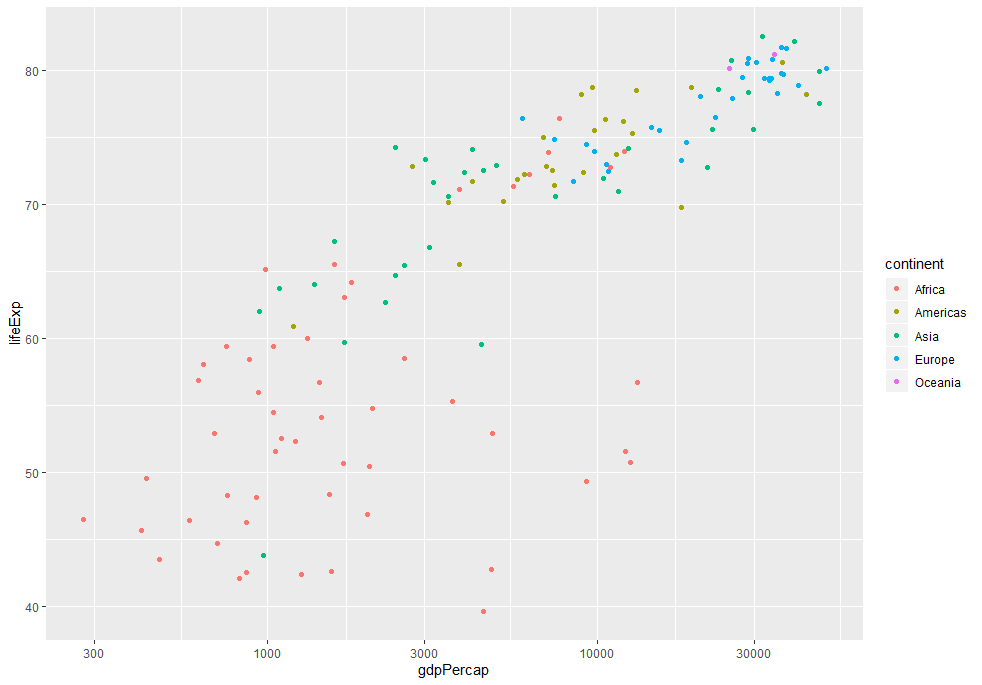 80
70
60
50
40
lifeExp
300
1000
3000
10000
30000
gdpPercap
continent
Africa
Americas
Asia
Europe
Oceania